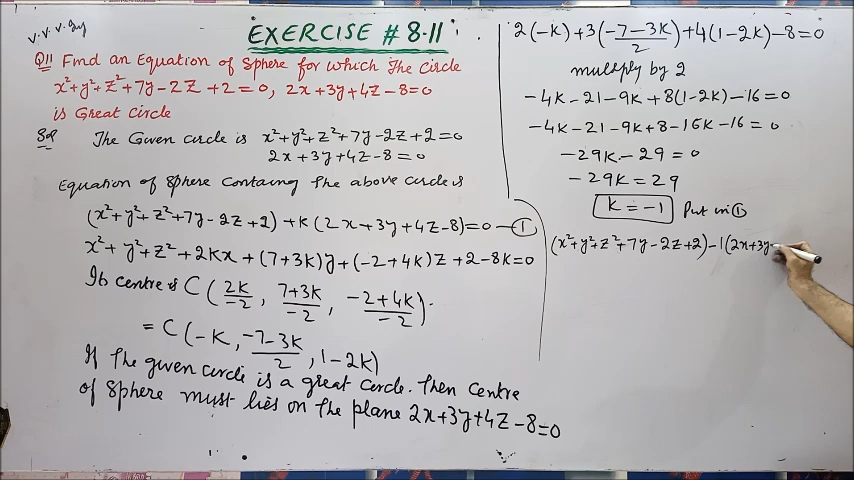 v.v.v.Imp
EXERCISE # 8.11
Q11 Find an Equation of Sphere for which The Circle
x²+y²+z²+7y-2z+2=0, 2x+3y+4z-8=0
is Great Circle
Sol The Given circle is x²+y²+z²+7y-2z+2=0
2x+3y+4z-8=0
Equation of Sphere Containg The above circle is
(x²+y²+z²+7y-2z+2)+k(2x+3y+4z-8)=0 — ①
x²+y²+z²+2kx+(7+3k)y+(-2+4k)z+2-8k=0
Its centre is C(2k/-2, 7+3k/-2, -2+4k/-2).
= C(-k, -7-3k/2, 1-2k)
If The given circle is a great circle. Then centre
of Sphere must lies on The plane 2x+3y+4z-8=0
2(-k)+3(-7-3k/2)+4(1-2k)-8=0
multiply by 2
-4k-21-9k+8(1-2k)-16=0
-4k-21-9k+8-16k-16=0
-29k-29=0
-29k=29
k=-1 Put in ①
(x²+y²+z²+7y-2z+2)-1(2x+3y